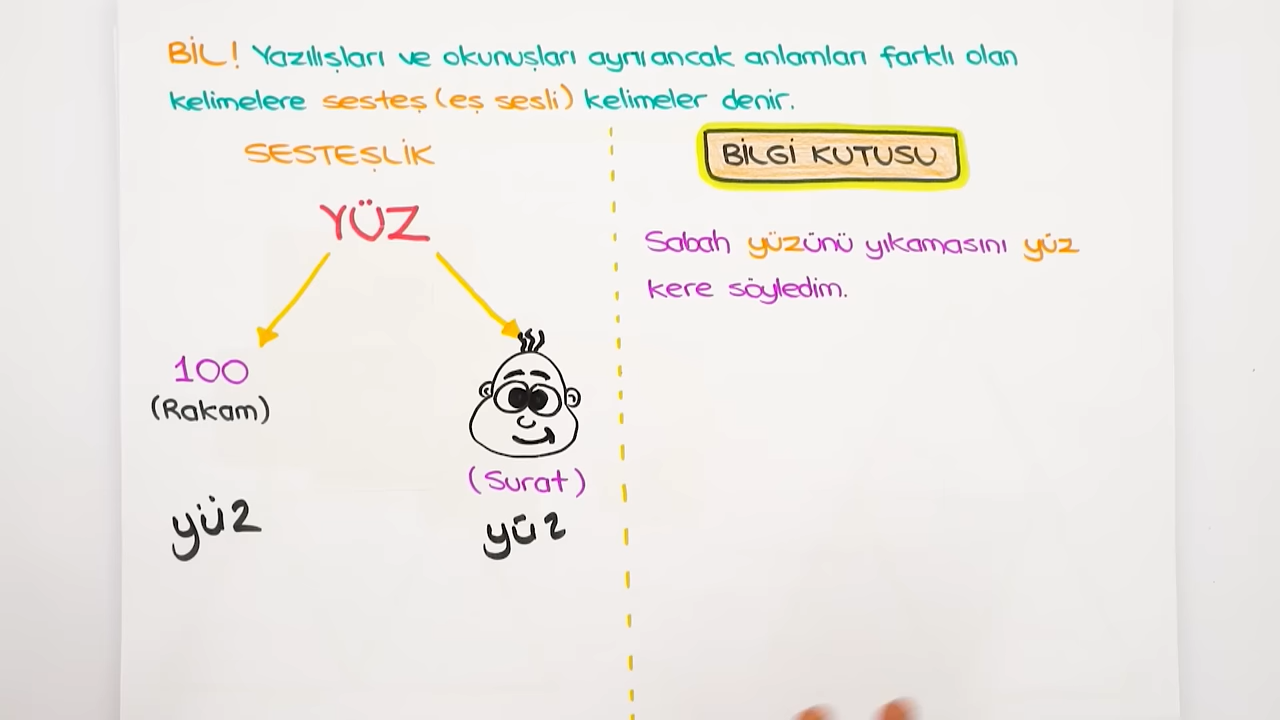 BİL! Yazılışları ve okunuşları aynı ancak anlamları farklı olan
kelimelere sesteş (eş sesli) kelimeler denir.
SESTEŞLİK
YÜZ
100
(Rakam)
(Surat)
yüz
yüz
BİLGİ KUTUSU
Sabah yüzünü yıkamasını yüz
kere söyledim.